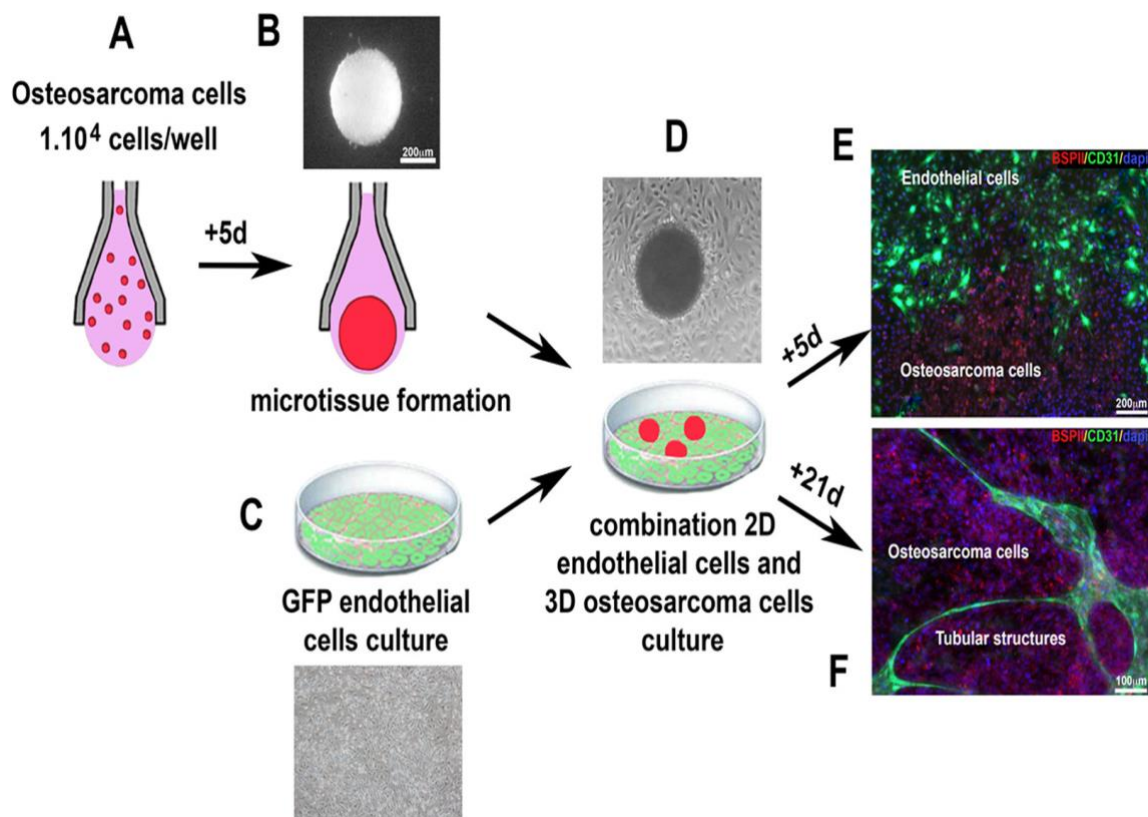 A
Osteosarcoma cells
1.10⁴ cells/well
+5d
B
200µm
microtissue formation
C
GFP endothelial
cells culture
D
combination 2D
endothelial cells and
3D osteosarcoma cells
culture
+5d
+21d
E
BSPII/CD31/dapi
Endothelial cells
Osteosarcoma cells
200µm
BSPII/CD31/dapi
Osteosarcoma cells
Tubular structures
F
100µm